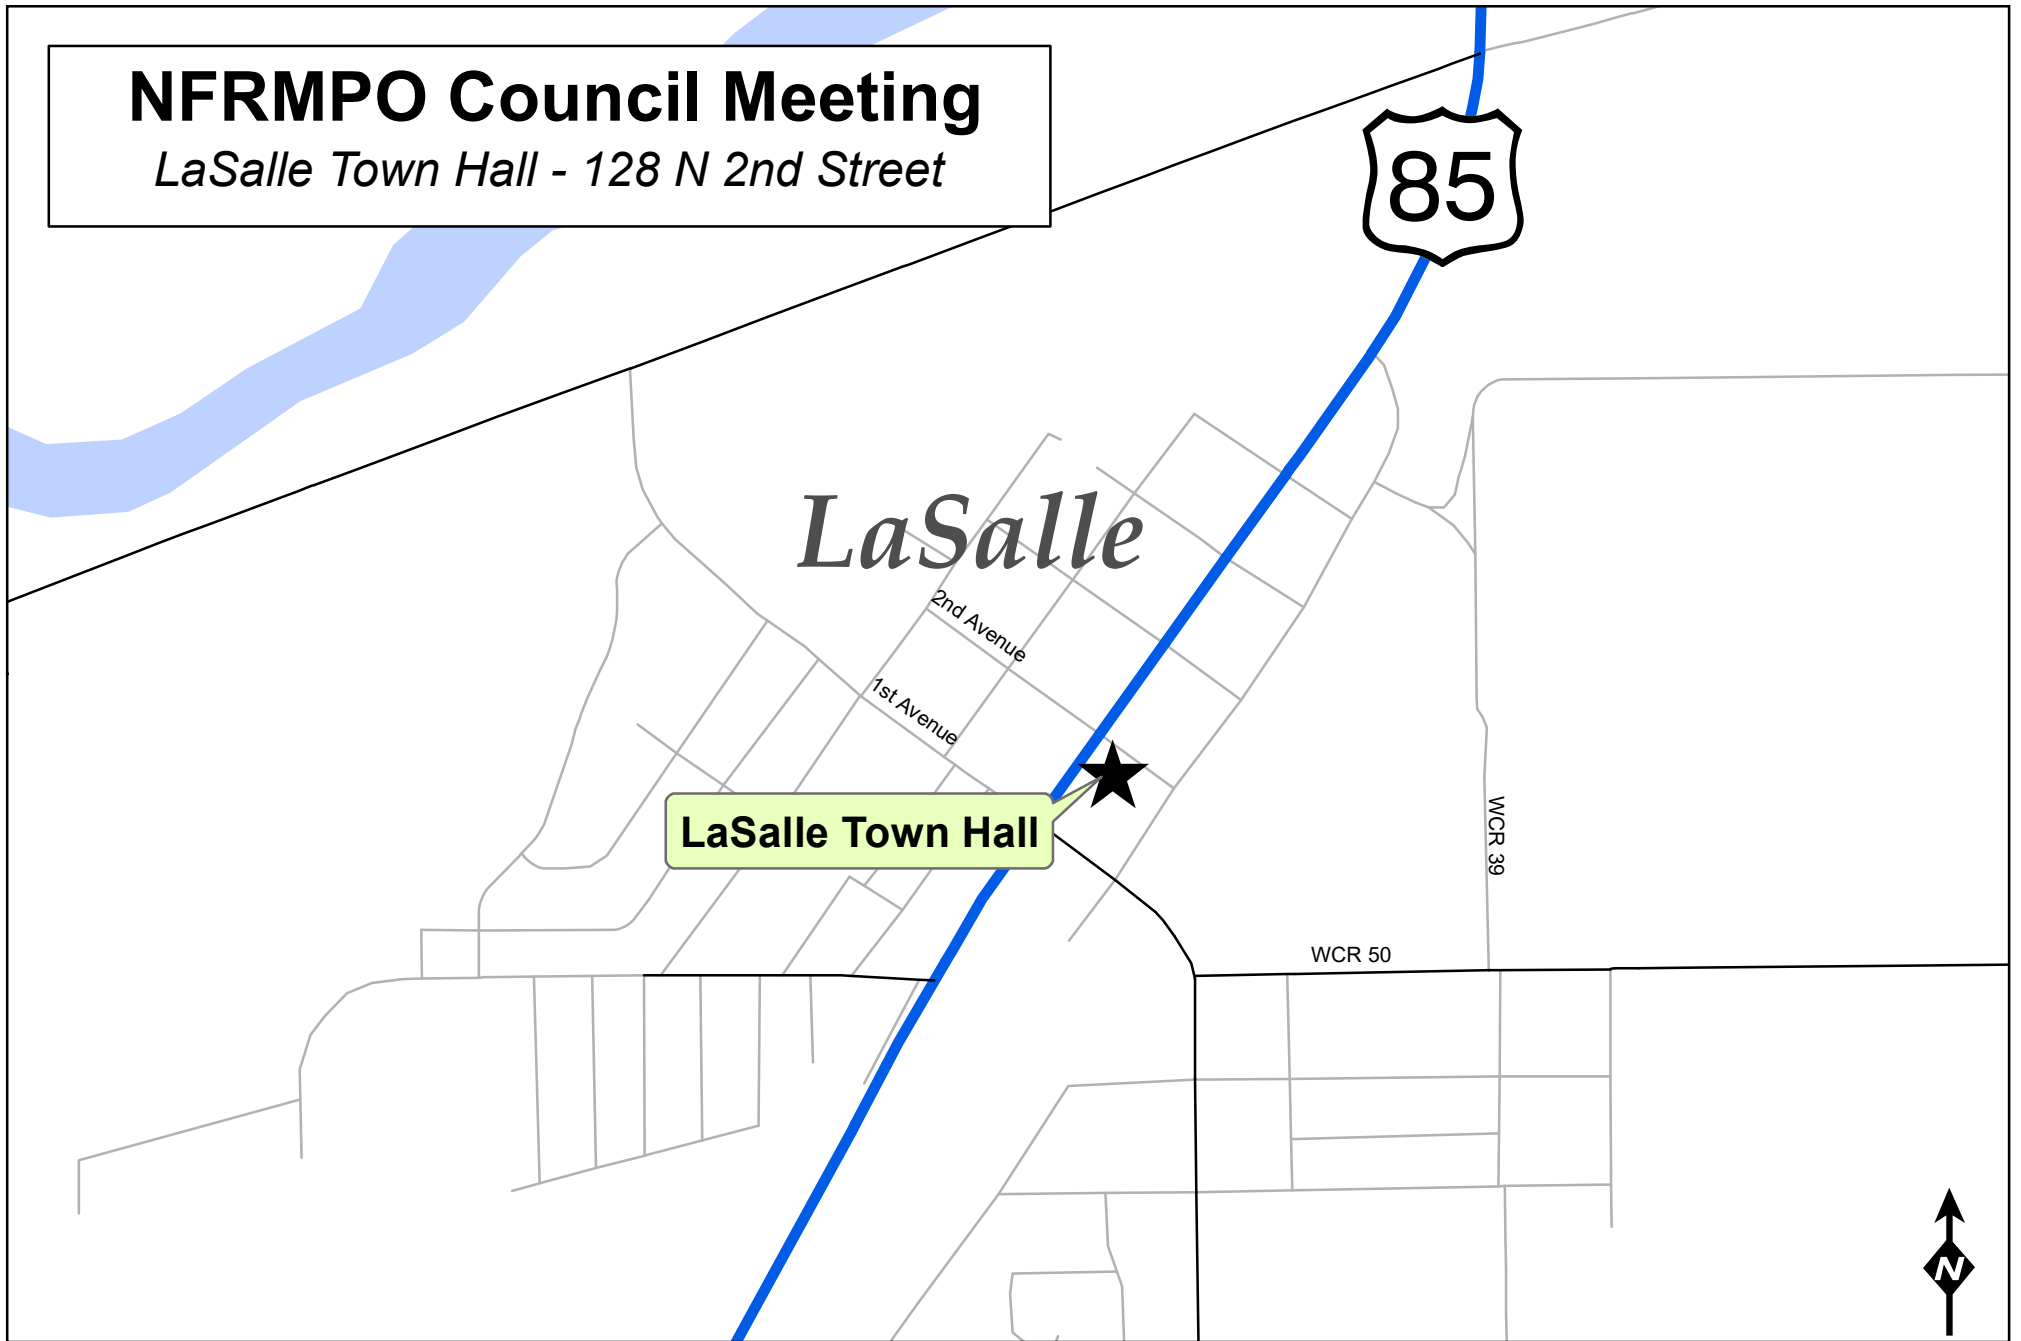 NFRMPO Council Meeting
LaSalle Town Hall - 128 N 2nd Street
85
LaSalle
2nd Avenue
1st Avenue
LaSalle Town Hall
WCR 39
WCR 50
N